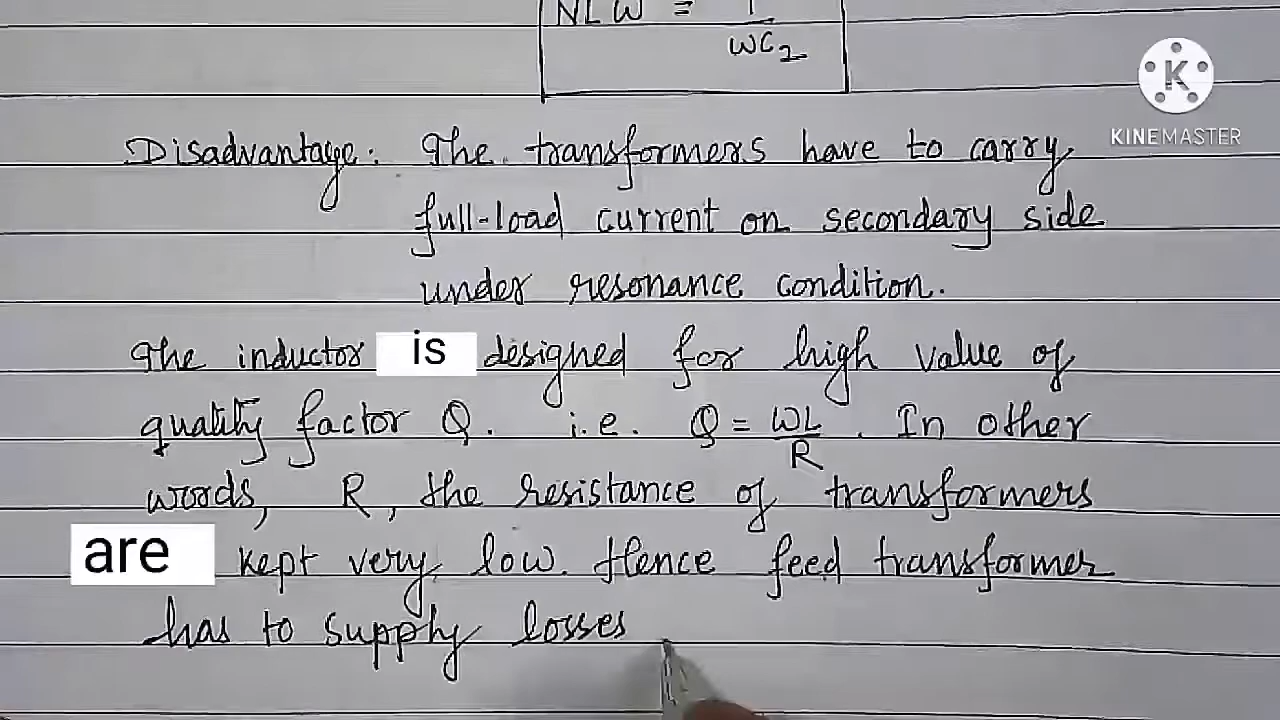 NLW = 1/WC2
KINEMASTER
Disadvantage: The transformers have to carry
full-load current on secondary side
under resonance condition.
The inductor is designed for high value of
quality factor Q. i.e. Q = WL/R. In other
words, R, the resistance of transformers
are kept very low. Hence feed transformer
has to supply losses